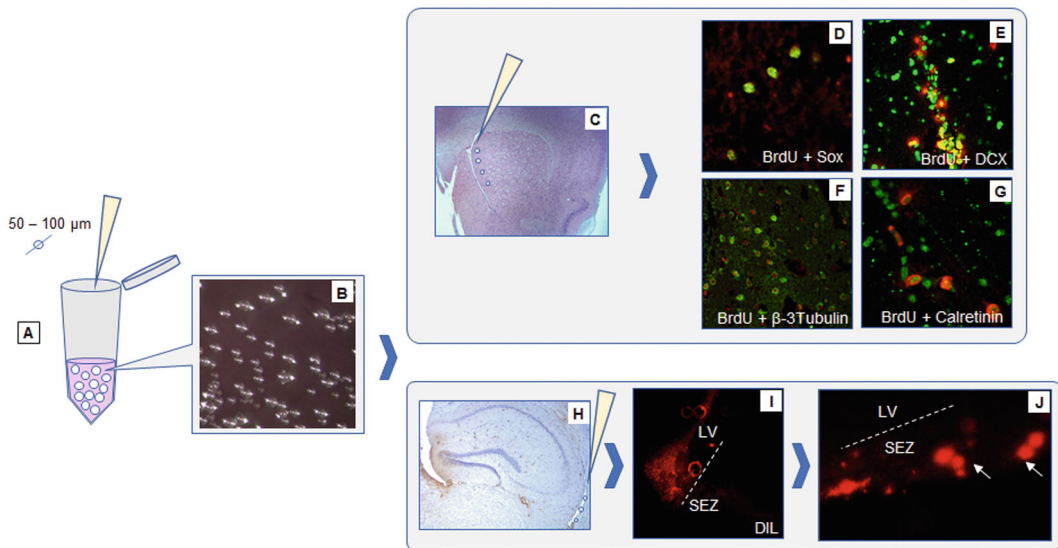 50 – 100 µm
A
B
C
D
BrdU + Sox
E
BrdU + DCX
F
BrdU + β-3Tubulin
G
BrdU + Calretinin
H
I
LV
SEZ
DIL
J
LV
SEZ